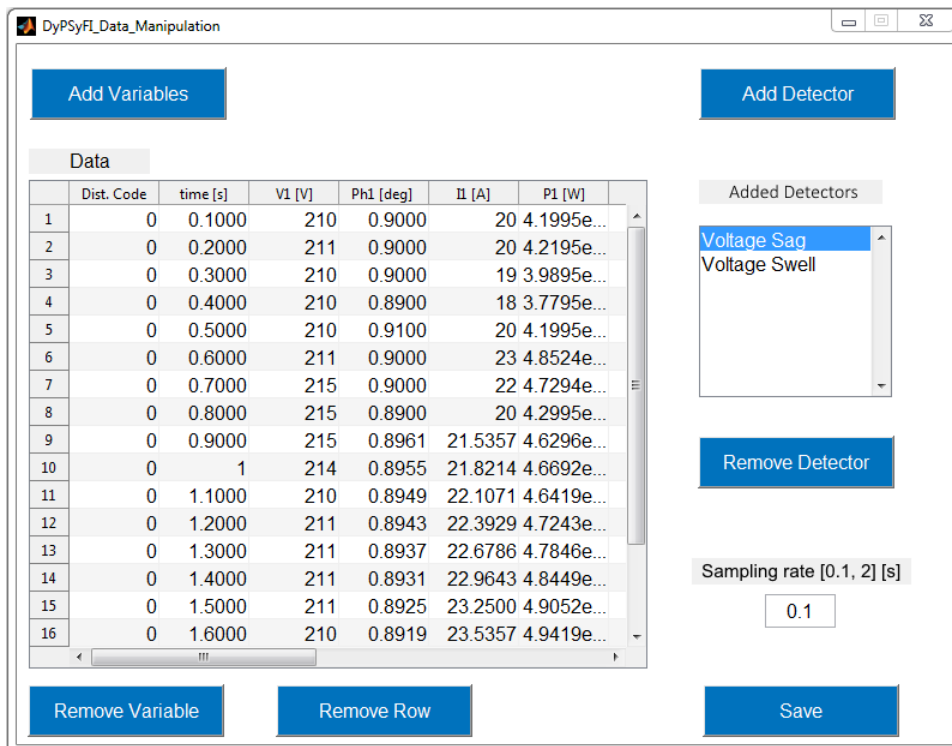 DyPSyFI_Data_Manipulation
Add Variables
Add Detector
Data
Dist. Code time [s] V1 [V] Ph1 [deg] I1 [A] P1 [W]
1 0 0.1000 210 0.9000 20 4.1995e...
2 0 0.2000 211 0.9000 20 4.2195e...
3 0 0.3000 210 0.9000 19 3.9895e...
4 0 0.4000 210 0.8900 18 3.7795e...
5 0 0.5000 210 0.9100 20 4.1995e...
6 0 0.6000 211 0.9000 23 4.8524e...
7 0 0.7000 215 0.9000 22 4.7294e...
8 0 0.8000 215 0.8900 20 4.2995e...
9 0 0.9000 215 0.8961 21.5357 4.6296e...
10 0 1 214 0.8955 21.8214 4.6692e...
11 0 1.1000 210 0.8949 22.1071 4.6419e...
12 0 1.2000 211 0.8943 22.3929 4.7243e...
13 0 1.3000 211 0.8937 22.6786 4.7846e...
14 0 1.4000 211 0.8931 22.9643 4.8449e...
15 0 1.5000 211 0.8925 23.2500 4.9052e...
16 0 1.6000 210 0.8919 23.5357 4.9419e...
Added Detectors
Voltage Sag
Voltage Swell
Remove Detector
Sampling rate [0.1, 2] [s]
0.1
Remove Variable
Remove Row
Save